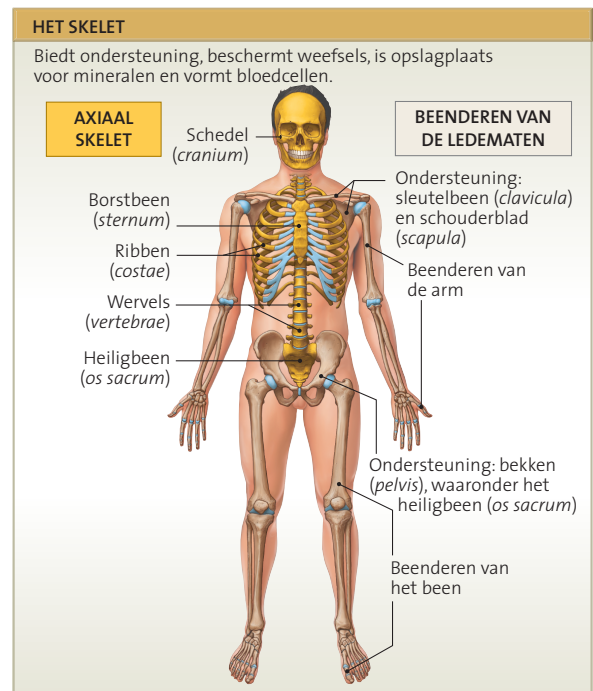 HET SKELET
Biedt ondersteuning, beschermt weefsels, is opslagplaats
voor mineralen en vormt bloedcellen.
AXIAAL
SKELET
Schedel
(cranium)
Borstbeen
(sternum)
Ribben
(costae)
Wervels
(vertebrae)
Heiligbeen
(os sacrum)
BEENDEREN VAN
DE LEDEMATEN
Ondersteuning:
sleutelbeen (clavicula)
en schouderblad
(scapula)
Beenderen van
de arm
Ondersteuning: bekken
(pelvis), waaronder het
heiligbeen (os sacrum)
Beenderen van
het been